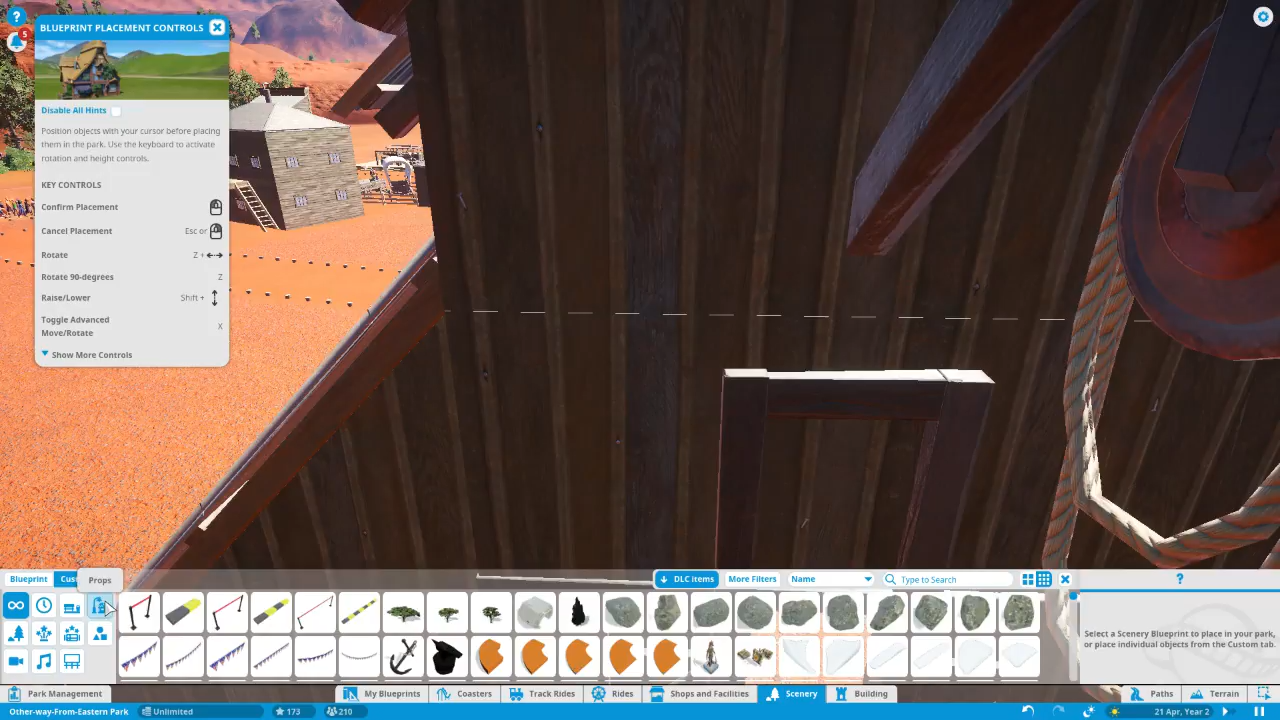 BLUEPRINT PLACEMENT CONTROLS
5
Disable All Hints
Position objects with your cursor before placing
them in the park. Use the keyboard to activate
rotation and height controls.
KEY CONTROLS
Confirm Placement
Cancel Placement Esc or
Rotate Z +
Rotate 90-degrees Z
Raise/Lower Shift +
Toggle Advanced
Move/Rotate X
Show More Controls
Blueprint Cus Props DLC items More Filters Name Type to Search ?
Select a Scenery Blueprint to place in your park,
or place individual objects from the Custom tab.
Park Management My Blueprints Coasters Track Rides Rides Shops and Facilities Scenery Building Paths Terrain
Other-way-From-Eastern Park Unlimited 173 210 21 Apr, Year 2